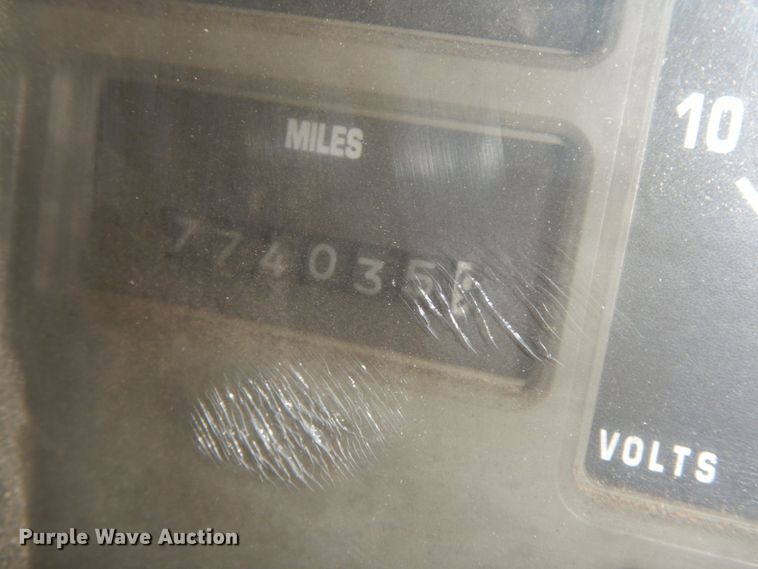 MILES
10
774035
VOLTS
Purple Wave Auction